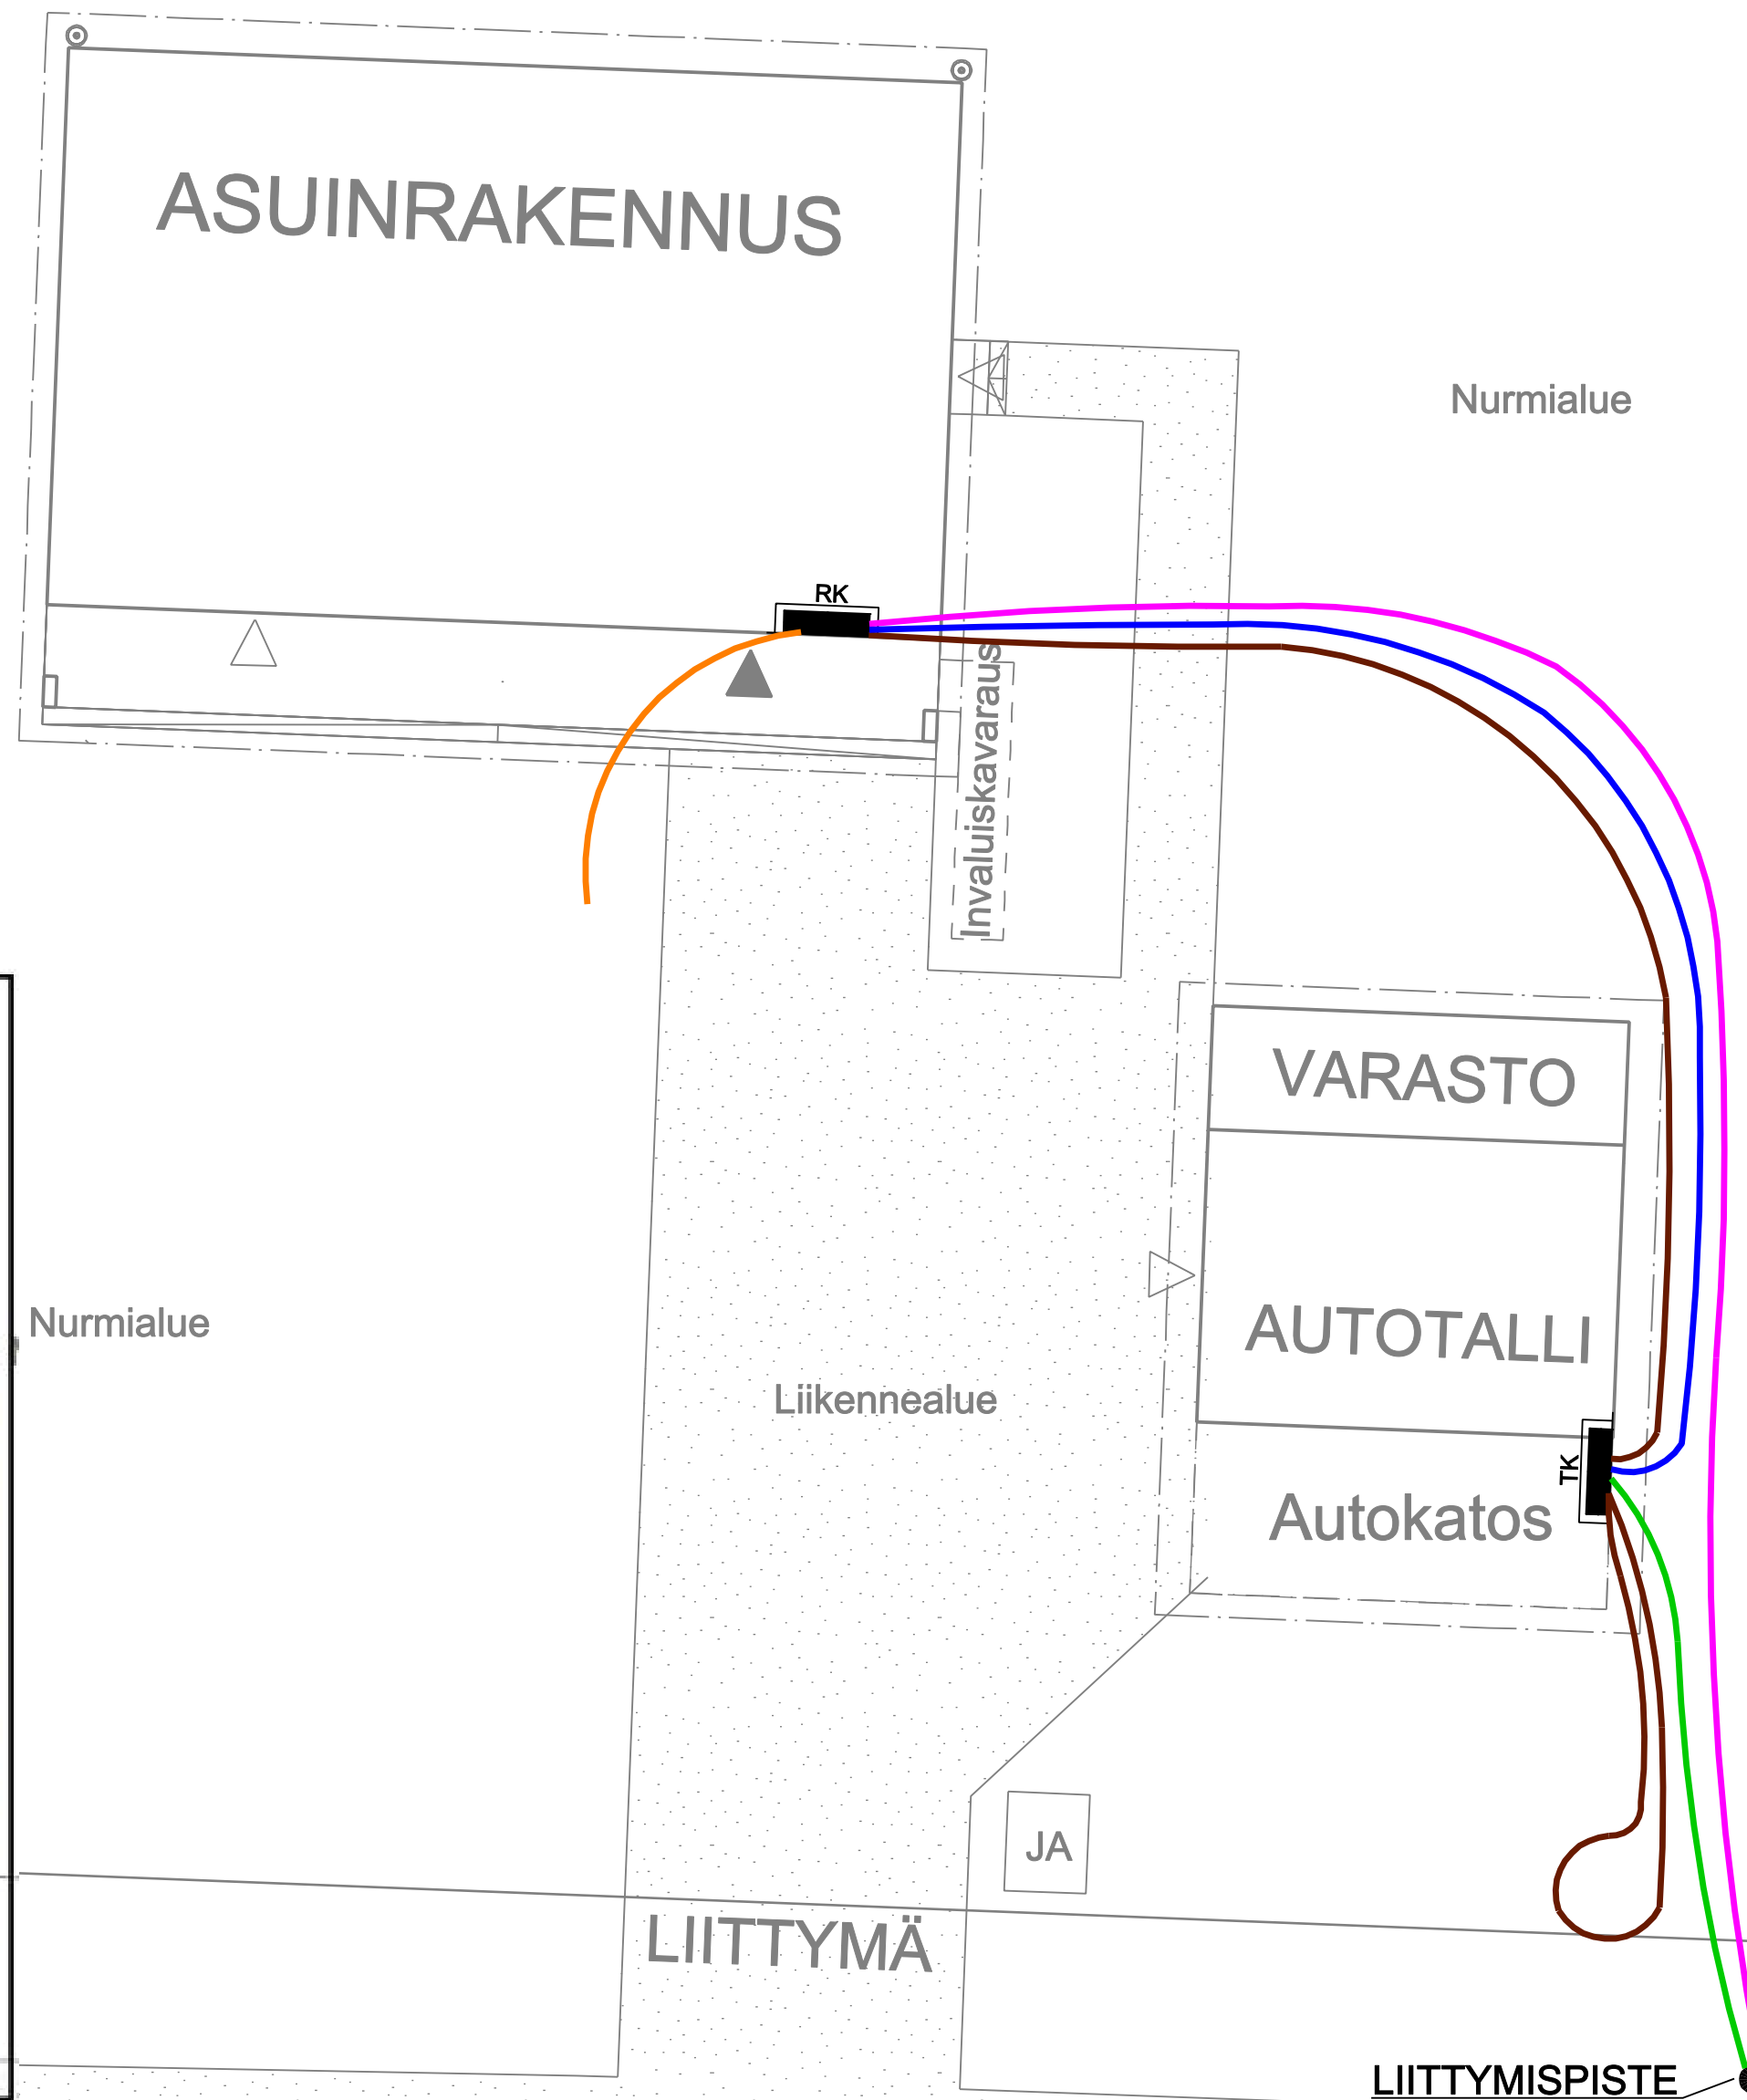 ASUINRAKENNUS
Nurmialue
RK
Invaluiskavaraus
VARASTO
AUTOTALLI
Nurmialue
Liikennealue
TK
Autokatos
JA
LIITTYMÄ
LIITTYMISPISTE